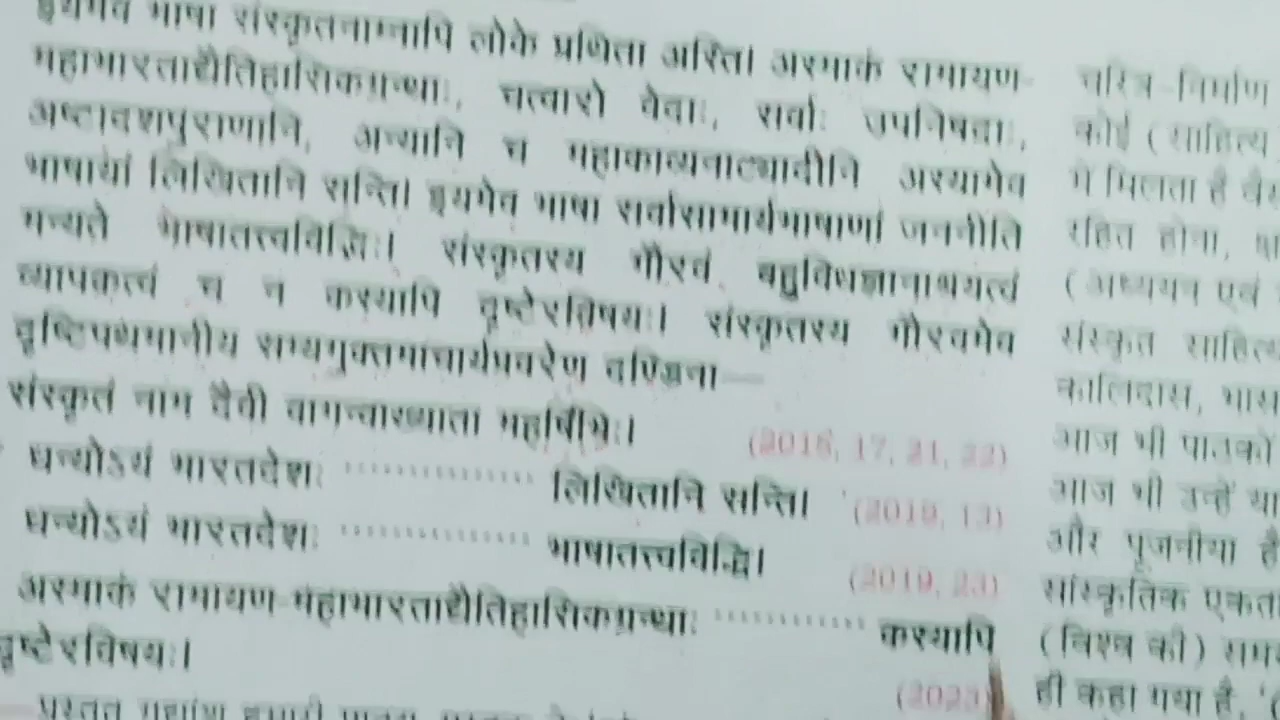 इयमेव भाषा संस्कृतनाम्नापि लोके प्रथिता अस्ति। अस्माकं रामायण-
महाभारताद्यैतिहासिकग्रन्थाः, चत्वारो वेदाः, सर्वाः उपनिषदः,
अष्टादशपुराणानि, अन्यानि च महाकाव्यनाट्यादीनि अस्यामेव
भाषायां लिखितानि सन्ति। इयमेव भाषा सर्वासामार्यभाषाणां जननीति
मन्यते भाषातत्त्वविद्भिः। संस्कृतस्य गौरवं बहुविधज्ञानाश्रयत्वं
व्यापकत्वं च न कस्यापि दृष्टेरविषयः। संस्कृतस्य गौरवमेव
दृष्टिपथमानीय सम्यगुक्तमाचार्यप्रवरेण दण्डिना—
संस्कृतं नाम दैवी वागन्वाख्याता महर्षिभिः।
(2016, 17, 21, 22)
धन्योऽयं भारतदेशः ............... लिखितानि सन्ति।
(2019, 13)
धन्योऽयं भारतदेशः ............... भाषातत्त्वविद्भि।
(2019, 23)
अस्माकं रामायण-महाभारताद्यैतिहासिकग्रन्थाः ............ कस्यापि
दृष्टेरविषयः।
(2023)
प्रस्तुत गद्यांश हमारी
चरित्र-निर्माण
कोई (साहित्य
में मिलता है
रहित होना,
(अध्ययन एवं
संस्कृत
कालिदास,
आज भी पाठकों
आज भी उन्हें
और पूजनीया
सांस्कृतिक
(विश्व की)
ही कहा गया है,